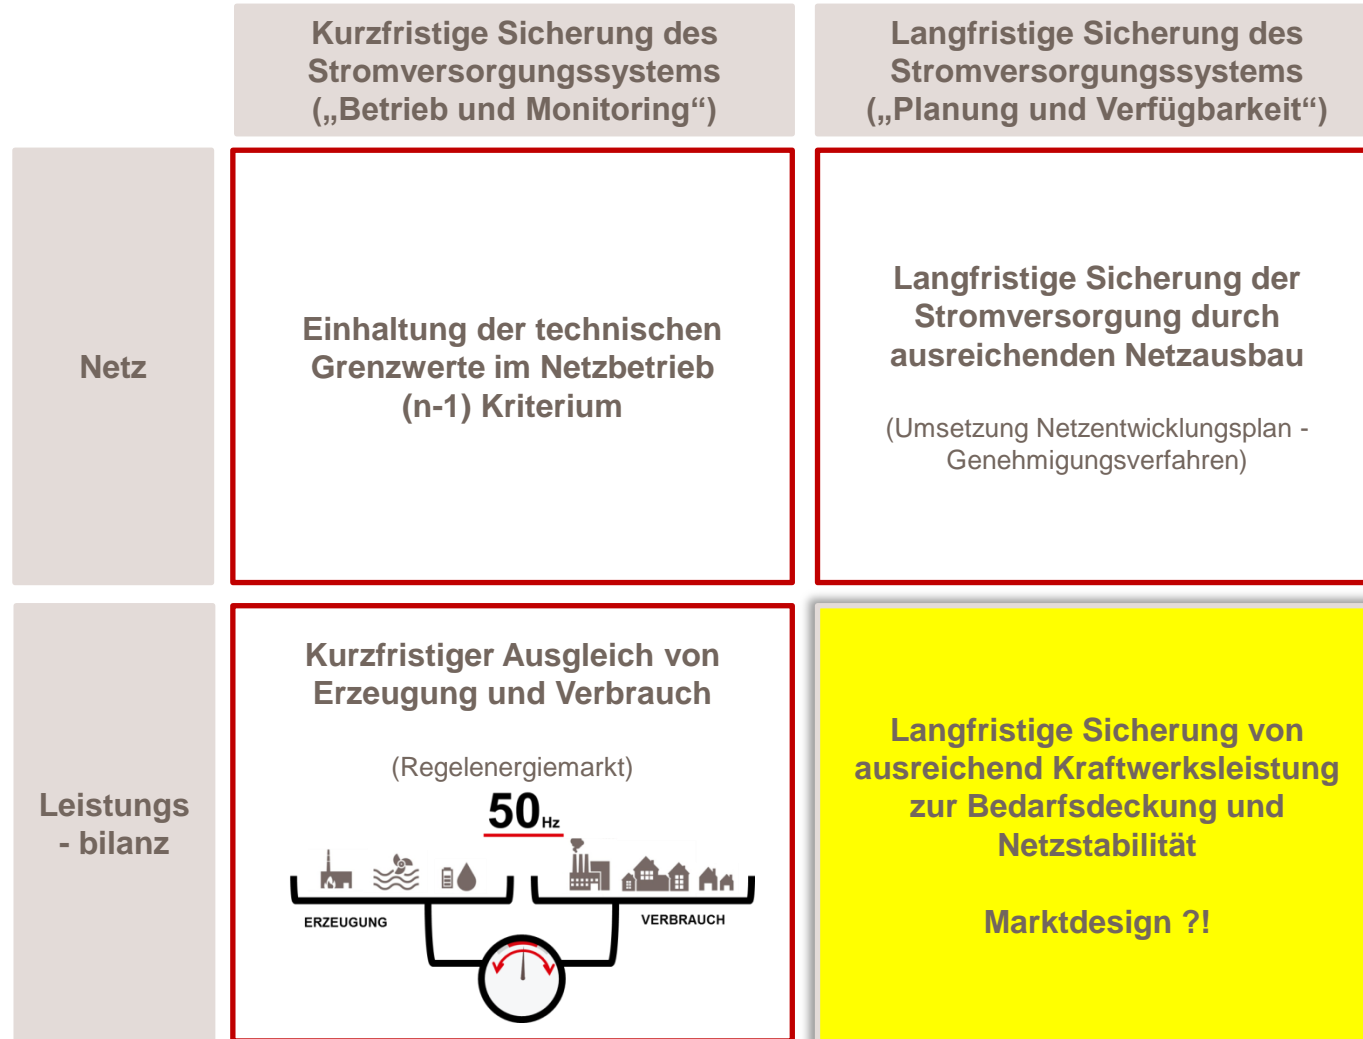 Kurzfristige Sicherung des
Stromversorgungssystems
(„Betrieb und Monitoring“)
Langfristige Sicherung des
Stromversorgungssystems
(„Planung und Verfügbarkeit“)
Netz
Einhaltung der technischen
Grenzwerte im Netzbetrieb
(n-1) Kriterium
Langfristige Sicherung der
Stromversorgung durch
ausreichenden Netzausbau
(Umsetzung Netzentwicklungsplan -
Genehmigungsverfahren)
Leistungs
- bilanz
Kurzfristiger Ausgleich von
Erzeugung und Verbrauch
(Regelenergiemarkt)
50 Hz
ERZEUGUNG
VERBRAUCH
Langfristige Sicherung von
ausreichend Kraftwerksleistung
zur Bedarfsdeckung und
Netzstabilität
Marktdesign ?!